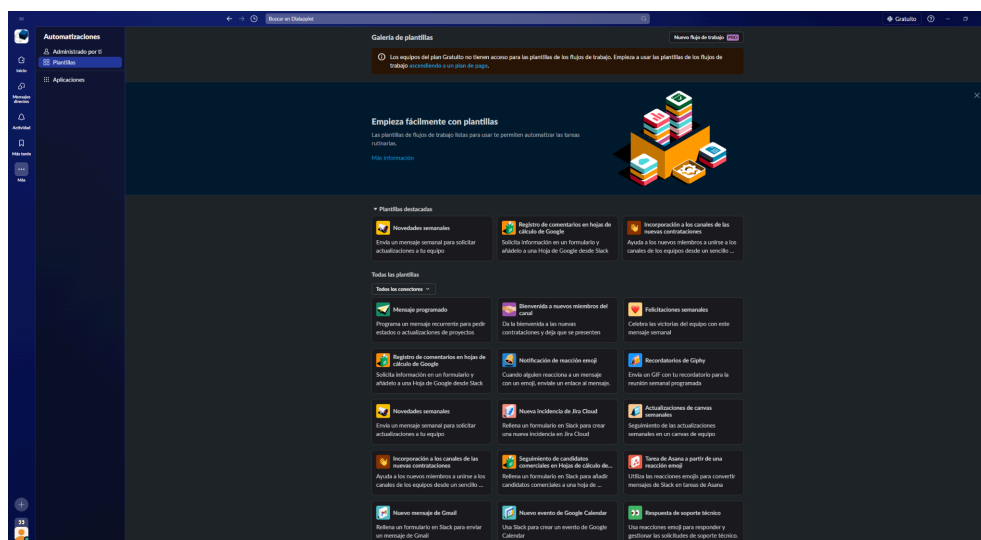 Buscar en Dialapplet
Gratuito
Automatizaciones
Administrado por ti
Plantillas
Aplicaciones
Inicio
Mensajes
directos
Actividad
Más tarde
Más
Galería de plantillas
Nuevo flujo de trabajo PRO
Los equipos del plan Gratuito no tienen acceso para las plantillas de los flujos de trabajo. Empieza a usar las plantillas de los flujos de
trabajo ascendiendo a un plan de pago.
Empieza fácilmente con plantillas
Las plantillas de flujos de trabajo listas para usar te permiten automatizar las tareas
rutinarias.
Más información
Plantillas destacadas
Novedades semanales
Envía un mensaje semanal para solicitar
actualizaciones a tu equipo
Registro de comentarios en hojas de
cálculo de Google
Solicita información en un formulario y
añádelo a una Hoja de Google desde Slack
Incorporación a los canales de las
nuevas contrataciones
Ayuda a los nuevos miembros a unirse a los
canales de los equipos desde un sencillo ...
Todas las plantillas
Todos los conectores
Mensaje programado
Programa un mensaje recurrente para pedir
estados o actualizaciones de proyectos
Bienvenida a nuevos miembros del
canal
Da la bienvenida a las nuevas
contrataciones y deja que se presenten
Felicitaciones semanales
Celebra las victorias del equipo con este
mensaje semanal
Registro de comentarios en hojas de
cálculo de Google
Solicita información en un formulario y
añádelo a una Hoja de Google desde Slack
Notificación de reacción emoji
Cuando alguien reacciona a un mensaje
con un emoji, envíale un enlace al mensaje.
Recordatorios de Giphy
Envía un GIF con tu recordatorio para la
reunión semanal programada
Novedades semanales
Envía un mensaje semanal para solicitar
actualizaciones a tu equipo
Nueva incidencia de Jira Cloud
Rellena un formulario en Slack para crear
una nueva incidencia en Jira Cloud
Actualizaciones de canvas
semanales
Seguimiento de las actualizaciones
semanales en un canvas de equipo
Incorporación a los canales de las
nuevas contrataciones
Ayuda a los nuevos miembros a unirse a los
canales de los equipos desde un sencillo ...
Seguimiento de candidatos
comerciales en Hojas de cálculo de...
Rellena un formulario en Slack para añadir
candidatos comerciales a una hoja de ...
Tarea de Asana a partir de una
reacción emoji
Utiliza las reacciones emojis para convertir
mensajes de Slack en tareas de Asana
Nuevo mensaje de Gmail
Rellena un formulario en Slack para enviar
un mensaje de Gmail
Nuevo evento de Google Calendar
Usa Slack para crear un evento de Google
Calendar
Respuesta de soporte técnico
Usa reacciones emoji para responder y
gestionar las solicitudes de soporte técnico.